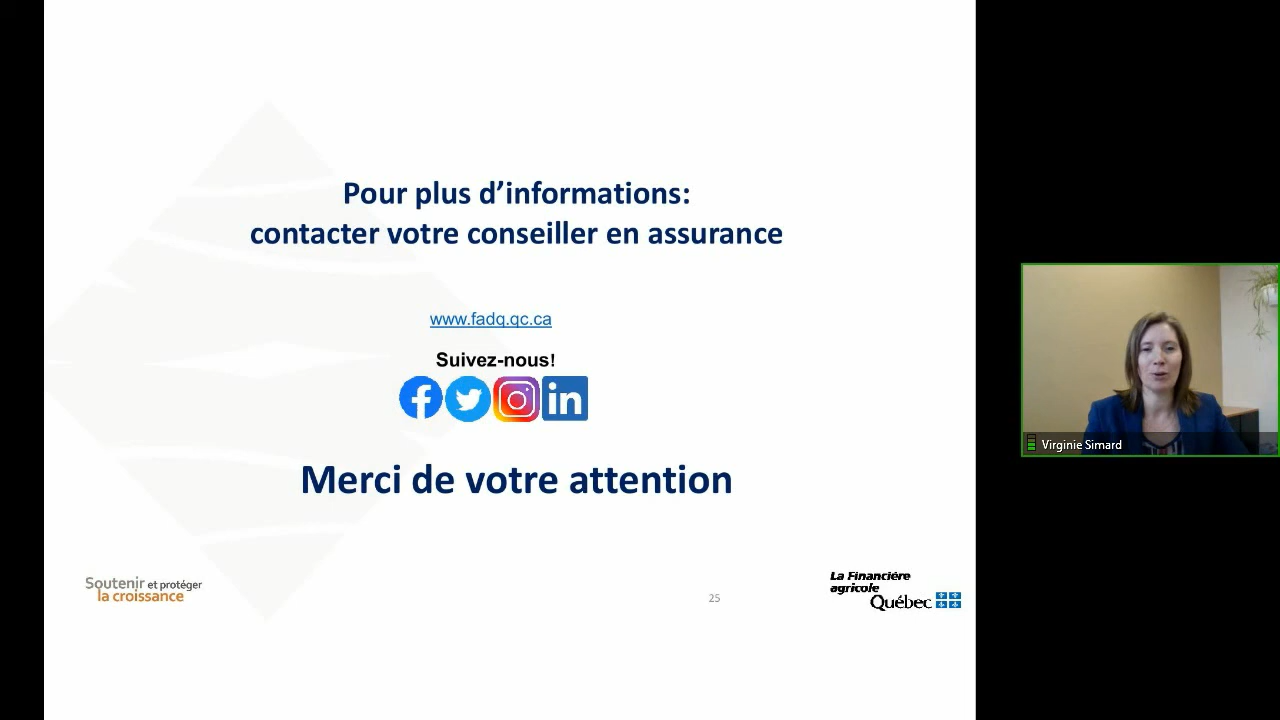 Pour plus d’informations:
contacter votre conseiller en assurance
www.fadq.qc.ca
Suivez-nous!
Merci de votre attention
Soutenir et protéger
la croissance
25
La Financière
agricole
Québec
Virginie Simard